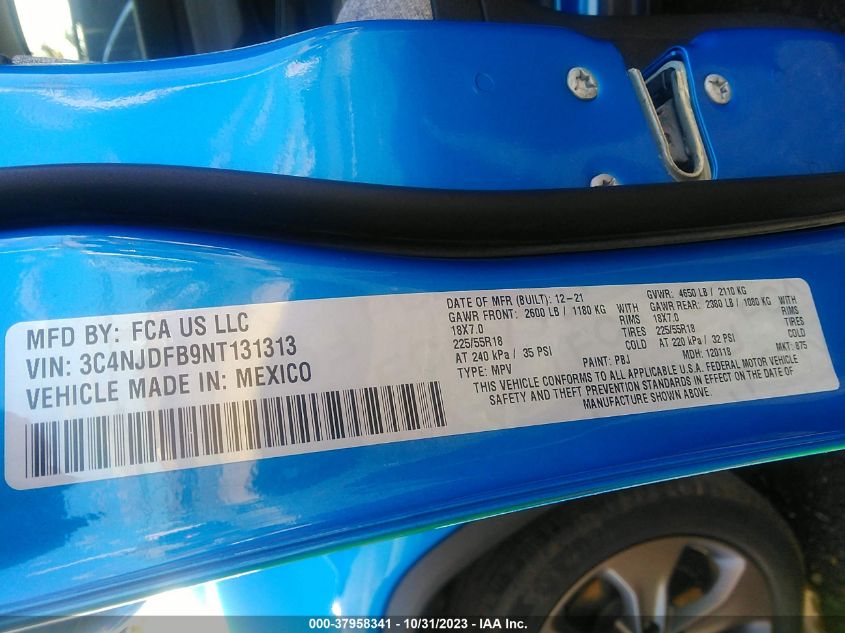 MFD BY: FCA US LLC
VIN: 3C4NJDFB9NT131313
VEHICLE MADE IN: MEXICO
DATE OF MFR (BUILT): 12-21 GVWR: 4650 LB / 2110 KG
GAWR FRONT: 2600 LB / 1180 KG WITH GAWR REAR: 2380 LB / 1080 KG WITH
18X7.0 RIMS 18X7.0 RIMS
225/55R18 TIRES 225/55R18 TIRES
AT 240 kPa / 35 PSI COLD AT 220 kPa / 32 PSI COLD
TYPE: MPV PAINT: PBJ MDH: 120118 MKT: 875
THIS VEHICLE CONFORMS TO ALL APPLICABLE U.S.A. FEDERAL MOTOR VEHICLE
SAFETY AND THEFT PREVENTION STANDARDS IN EFFECT ON THE DATE OF
MANUFACTURE SHOWN ABOVE.
000-37958341 - 10/31/2023 - IAA Inc.